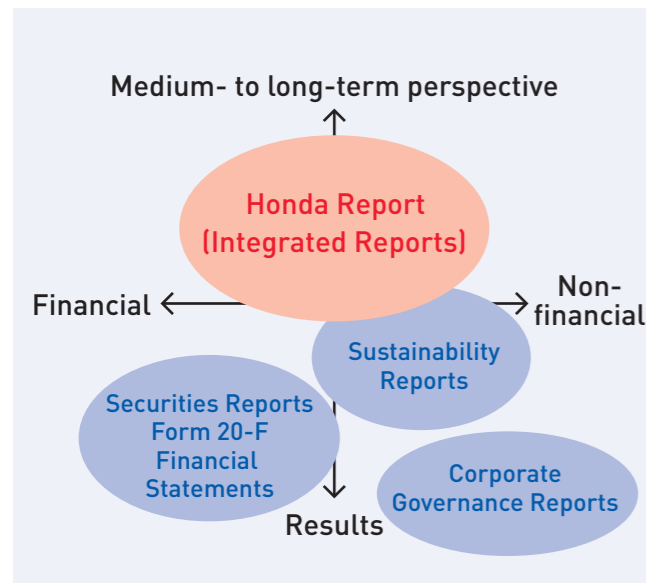 Medium- to long-term perspective
Honda Report
(Integrated Reports)
Financial
Non-
financial
Sustainability
Reports
Securities Reports
Form 20-F
Financial
Statements
Corporate
Governance Reports
Results